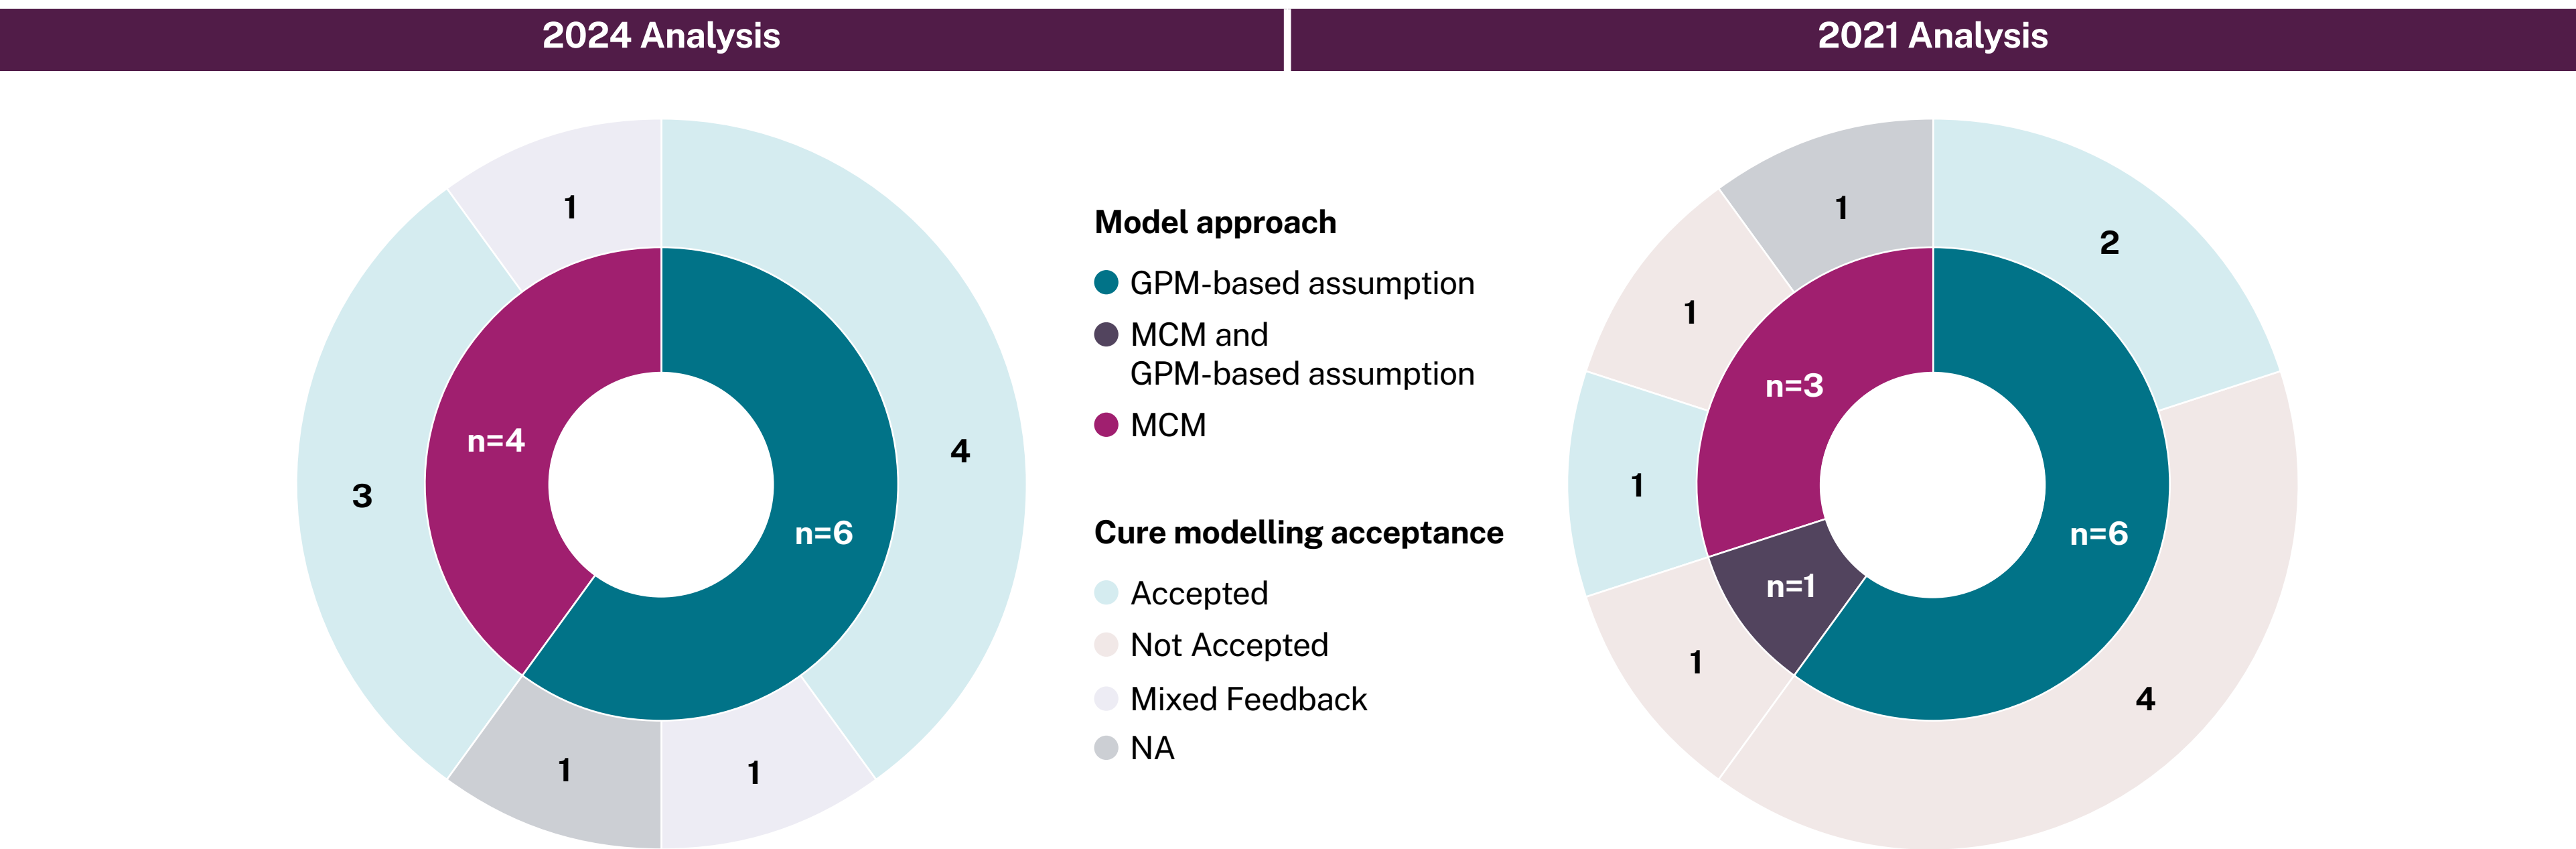 2024 Analysis
2021 Analysis
1
4
1
1
3
n=4
n=6
Model approach
GPM-based assumption
MCM and
GPM-based assumption
MCM
Cure modelling acceptance
Accepted
Not Accepted
Mixed Feedback
NA
1
2
1
1
1
4
n=3
n=1
n=6